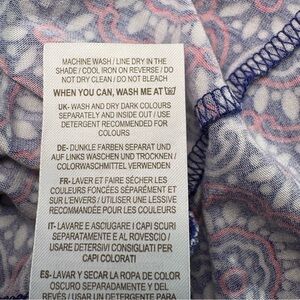 MACHINE WASH / LINE DRY IN THE
SHADE / COOL IRON ON REVERSE / DO
NOT DRY CLEAN / DO NOT BLEACH
WHEN YOU CAN, WASH ME AT
UK- WASH AND DRY DARK COLOURS
SEPARATELY AND INSIDE OUT / USE
DETERGENT RECOMMENDED FOR
COLOURS
DE- DUNKLE FARBEN SEPARAT UND
AUF LINKS WASCHEN UND TROCKNEN /
COLORWASCHMITTEL VERWENDEN
FR- LAVER ET FAIRE SÉCHER LES
COULEURS FONCÉES SÉPARÉMENT ET
SUR L'ENVERS / UTILISER UNE LESSIVE
RECOMMANDÉE POUR LES COULEURS
IT- LAVARE E ASCIUGARE I CAPI SCURI
SEPARATAMENTE E AL ROVESCIO /
USARE DETERSIVI CONSIGLIATI PER
CAPI COLORATI
ES- LAVAR Y SECAR LA ROPA DE COLOR
OSCURO SEPARADAMENTE Y DEL
REVÉS / USAR UN DETERGENTE PARA